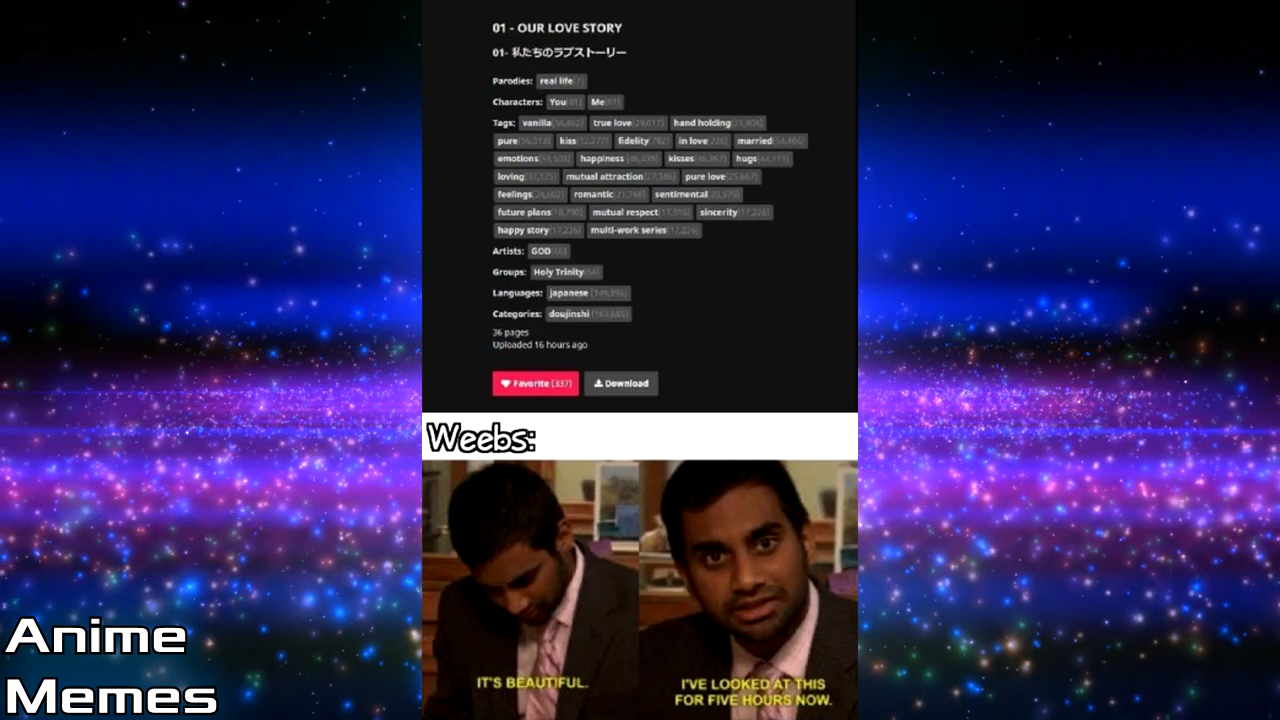 01 - OUR LOVE STORY
01- 私たちのラブストーリー
Parodies: real life
Characters: You Me
Tags: vanilla true love hand holding
pure kiss fidelity in love married
emotions happiness kisses hugs
loving mutual attraction pure love
feelings romantic sentimental
future plans mutual respect sincerity
happy story multi-work series
Artists: GOD
Groups: Holy Trinity
Languages: japanese
Categories: doujinshi
36 pages
Uploaded 16 hours ago
Favorite (337) Download
Weebs:
IT'S BEAUTIFUL.
I'VE LOOKED AT THIS
FOR FIVE HOURS NOW.
Anime
Memes